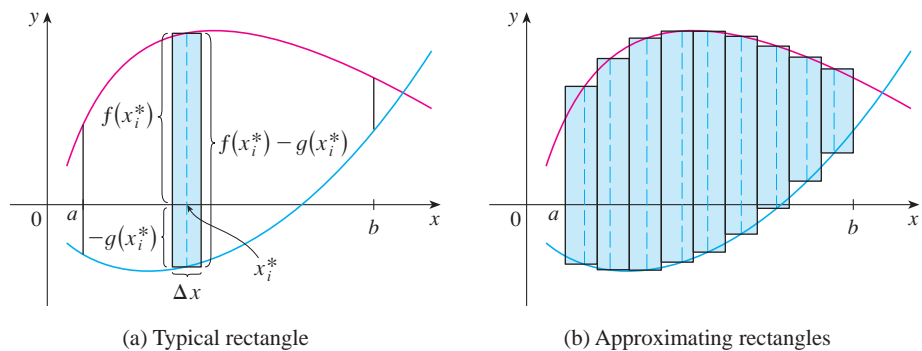 y
f(x_i^*)
f(x_i^*) − g(x_i^*)
0
a
b
x
−g(x_i^*)
x_i^*
Δx
(a) Typical rectangle
y
0
a
b
x
(b) Approximating rectangles